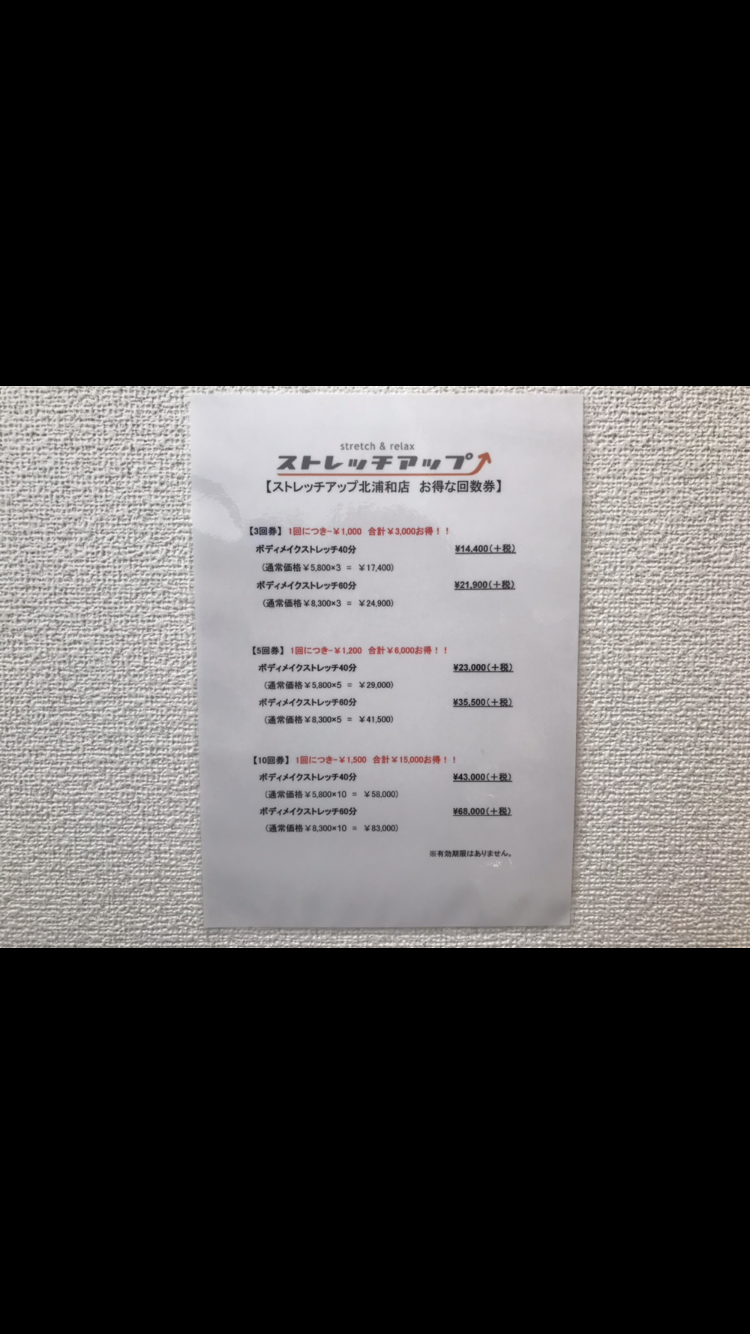 stretch & relax
ストレッチアップ
【ストレッチアップ北浦和店　お得な回数券】
【3回券】1回につき-￥1,000　合計￥3,000お得！！
ボディメイクストレッチ40分　¥14,400(＋税)
（通常価格￥5,800×3 ＝ ￥17,400）
ボディメイクストレッチ60分　¥21,900(＋税)
（通常価格￥8,300×3 ＝ ￥24,900）
【5回券】1回につき-￥1,200　合計￥6,000お得！！
ボディメイクストレッチ40分　¥23,000(＋税)
（通常価格￥5,800×5 ＝ ￥29,000）
ボディメイクストレッチ60分　¥35,500(＋税)
（通常価格￥8,300×5 ＝ ￥41,500）
【10回券】1回につき-￥1,500　合計￥15,000お得！！
ボディメイクストレッチ40分　¥43,000(＋税)
（通常価格￥5,800×10 ＝ ￥58,000）
ボディメイクストレッチ60分　¥68,000(＋税)
（通常価格￥8,300×10 ＝ ￥83,000）
※有効期限はありません。